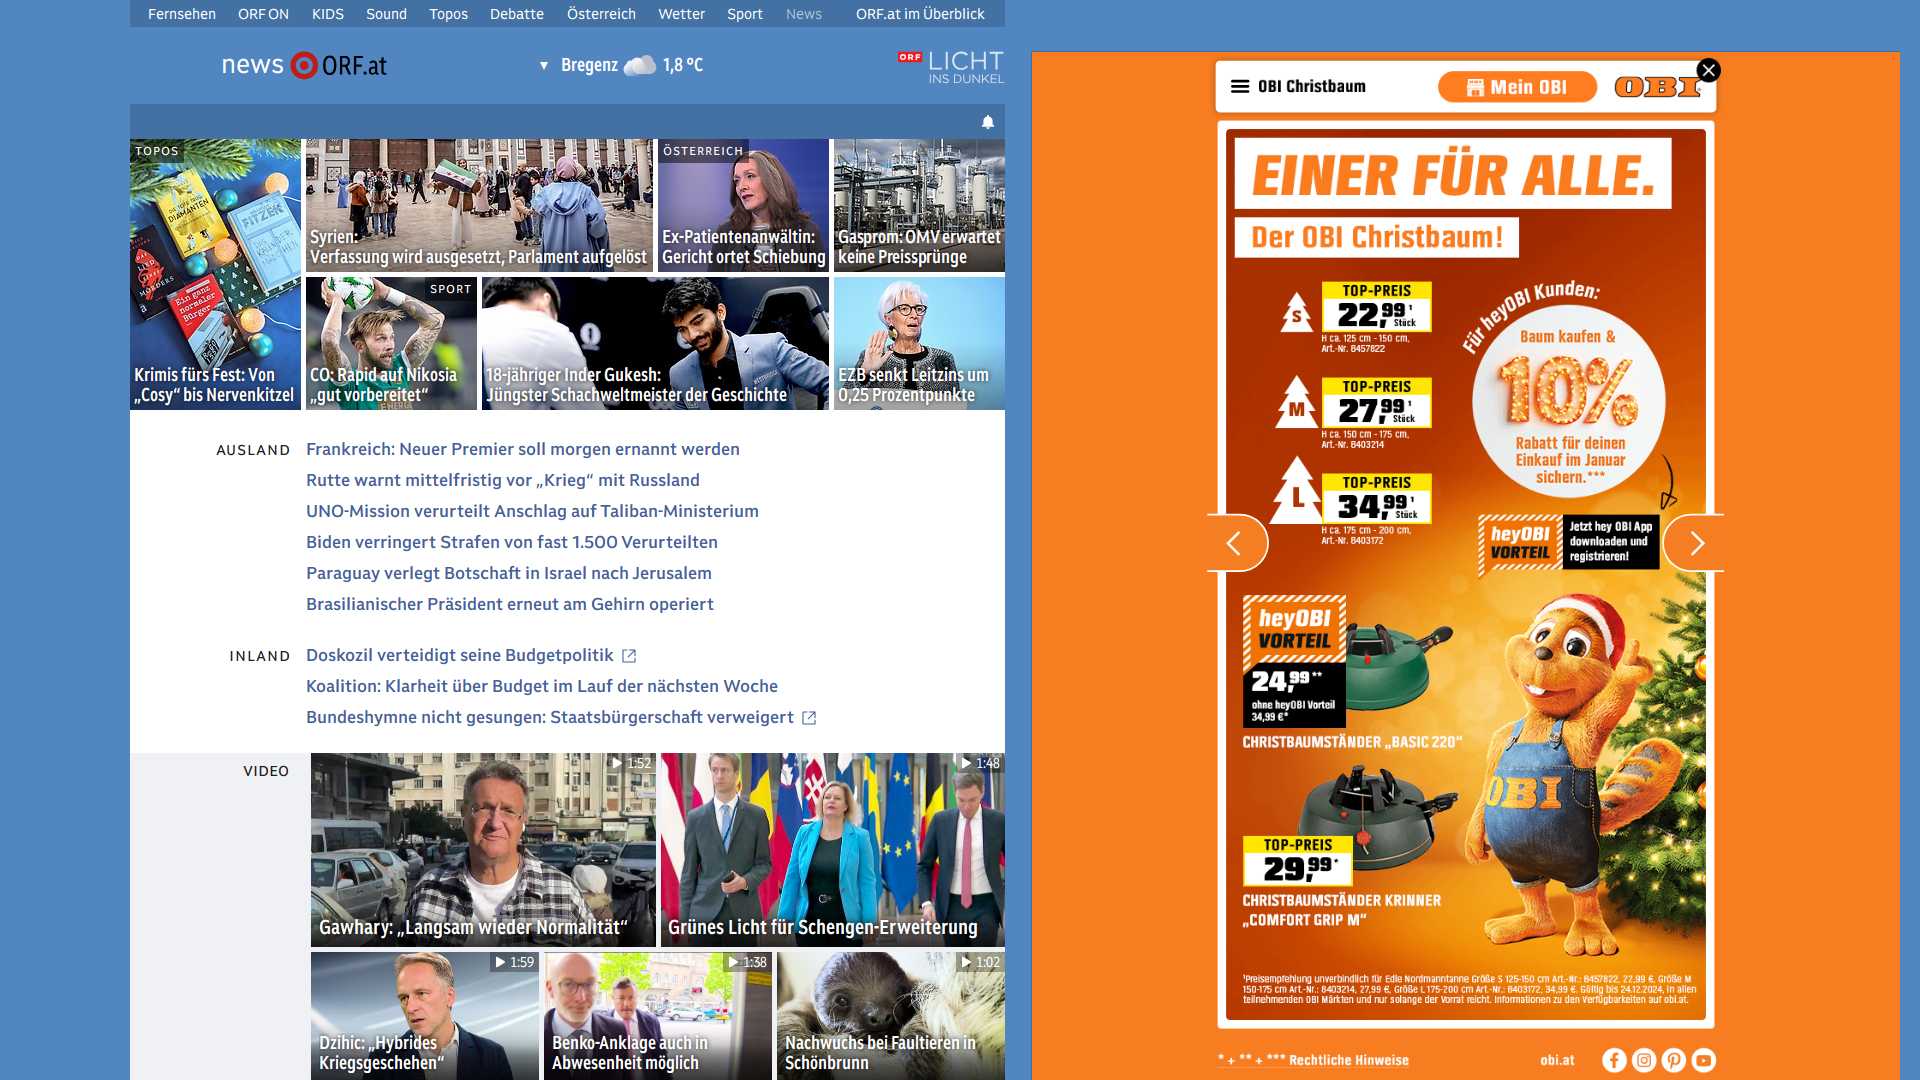 Fernsehen ORF ON KIDS Sound Topos Debatte Österreich Wetter Sport News ORF.at im Überblick
news ORF.at
Bregenz 1,8 °C
ORF LICHT
INS DUNKEL
TOPOS
Krimis fürs Fest: Von
„Cosy“ bis Nervenkitzel
Syrien:
Verfassung wird ausgesetzt, Parlament aufgelöst
ÖSTERREICH
Ex-Patientenanwältin:
Gericht ortet Schiebung
Gasprom: OMV erwartet
keine Preissprünge
SPORT
CO: Rapid auf Nikosia
„gut vorbereitet“
18-jähriger Inder Gukesh:
Jüngster Schachweltmeister der Geschichte
EZB senkt Leitzins um
0,25 Prozentpunkte
AUSLAND
Frankreich: Neuer Premier soll morgen ernannt werden
Rutte warnt mittelfristig vor „Krieg“ mit Russland
UNO-Mission verurteilt Anschlag auf Taliban-Ministerium
Biden verringert Strafen von fast 1.500 Verurteilten
Paraguay verlegt Botschaft in Israel nach Jerusalem
Brasilianischer Präsident erneut am Gehirn operiert
INLAND
Doskozil verteidigt seine Budgetpolitik
Koalition: Klarheit über Budget im Lauf der nächsten Woche
Bundeshymne nicht gesungen: Staatsbürgerschaft verweigert
VIDEO
1:52
Gawhary: „Langsam wieder Normalität“
1:48
Grünes Licht für Schengen-Erweiterung
1:59
Dzihic: „Hybrides
Kriegsgeschehen“
1:38
Benko-Anklage auch in
Abwesenheit möglich
1:02
Nachwuchs bei Faultieren in
Schönbrunn
OBI Christbaum
Mein OBI
OBI
EINER FÜR ALLE.
Der OBI Christbaum!
S
TOP-PREIS
22,99¹
Stück
H ca. 125 cm - 150 cm,
Art.-Nr. 8457822
M
TOP-PREIS
27,99¹
Stück
H ca. 150 cm - 175 cm,
Art.-Nr. 8403214
L
TOP-PREIS
34,99¹
Stück
H ca. 175 cm - 200 cm,
Art.-Nr. 8403172
Für heyOBI Kunden:
Baum kaufen &
10%
Rabatt für deinen
Einkauf im Januar
sichern.***
heyOBI
VORTEIL
Jetzt hey OBI App
downloaden und
registrieren!
heyOBI
VORTEIL
24,99**
ohne heyOBI Vorteil
34,99 €*
CHRISTBAUMSTÄNDER „BASIC 220“
OBI
TOP-PREIS
29,99*
CHRISTBAUMSTÄNDER KRINNER
„COMFORT GRIP M“
¹Preisempfehlung unverbindlich für Edle Nordmanntanne Größe S 125-150 cm Art.-Nr.: 8457822, 22,99 €, Größe M
150-175 cm Art.-Nr.: 8403214, 27,99 €, Größe L 175-200 cm Art.-Nr.: 8403172, 34,99 €. Gültig bis 24.12.2024, in allen
teilnehmenden OBI Märkten und nur solange der Vorrat reicht. Informationen zu den Verfügbarkeiten auf obi.at.
* + ** + *** Rechtliche Hinweise
obi.at